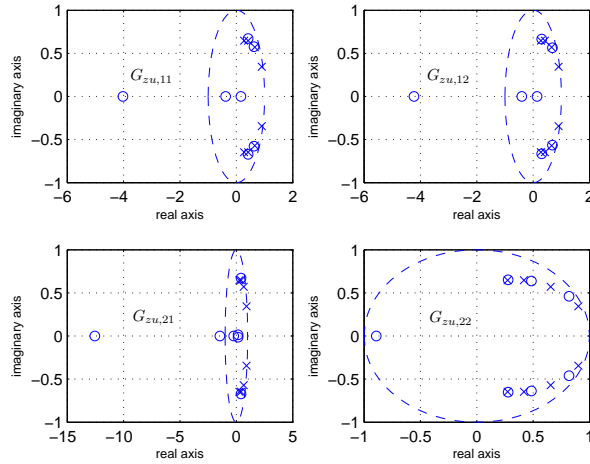 1
0.5
0
−0.5
−1
imaginary axis
G_{zu,11}
−6 −4 −2 0 2
real axis
1
0.5
0
−0.5
−1
imaginary axis
G_{zu,12}
−6 −4 −2 0 2
real axis
1
0.5
0
−0.5
−1
imaginary axis
G_{zu,21}
−15 −10 −5 0 5
real axis
1
0.5
0
−0.5
−1
imaginary axis
G_{zu,22}
−1 −0.5 0 0.5 1
real axis